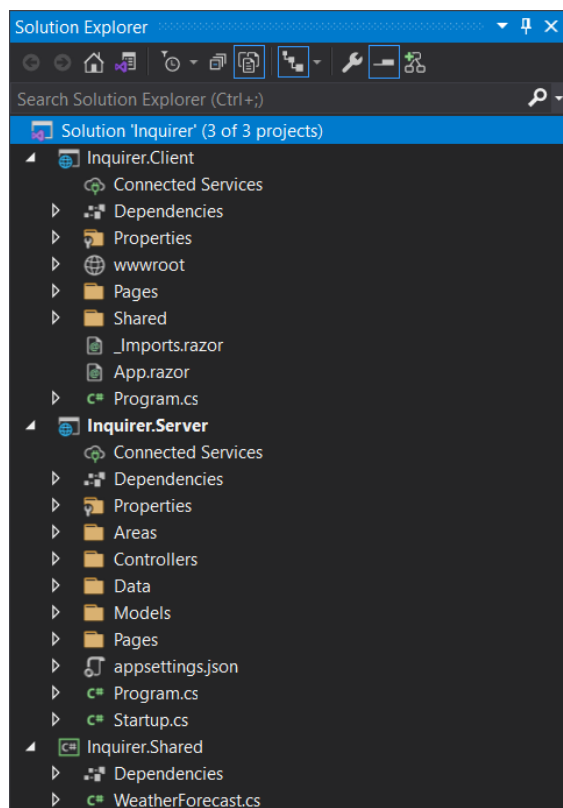 Solution Explorer
Search Solution Explorer (Ctrl+;)
Solution 'Inquirer' (3 of 3 projects)
Inquirer.Client
Connected Services
Dependencies
Properties
wwwroot
Pages
Shared
_Imports.razor
App.razor
C# Program.cs
Inquirer.Server
Connected Services
Dependencies
Properties
Areas
Controllers
Data
Models
Pages
appsettings.json
C# Program.cs
C# Startup.cs
C# Inquirer.Shared
Dependencies
C# WeatherForecast.cs